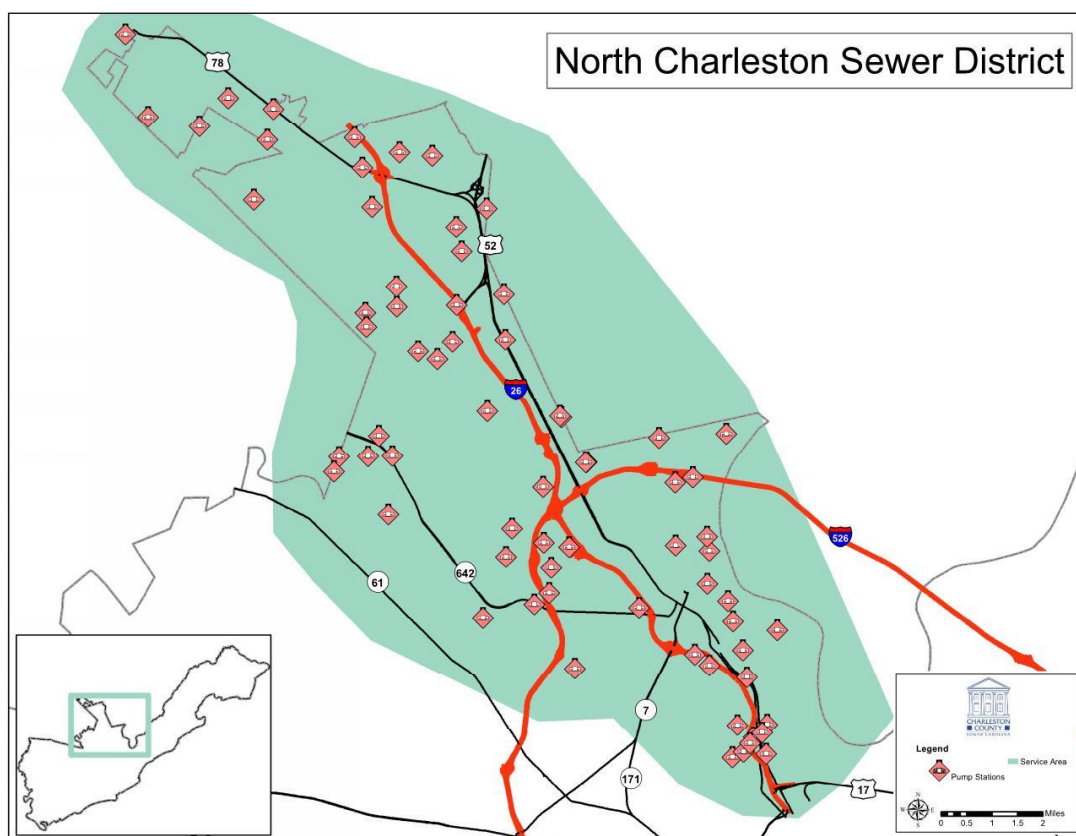 North Charleston Sewer District
78
52
26
526
642
61
7
171
17
CHARLESTON
COUNTY
SOUTH CAROLINA
Legend
Pump Stations
Service Area
N
W
E
S
0 0.5 1 1.5 2 Miles